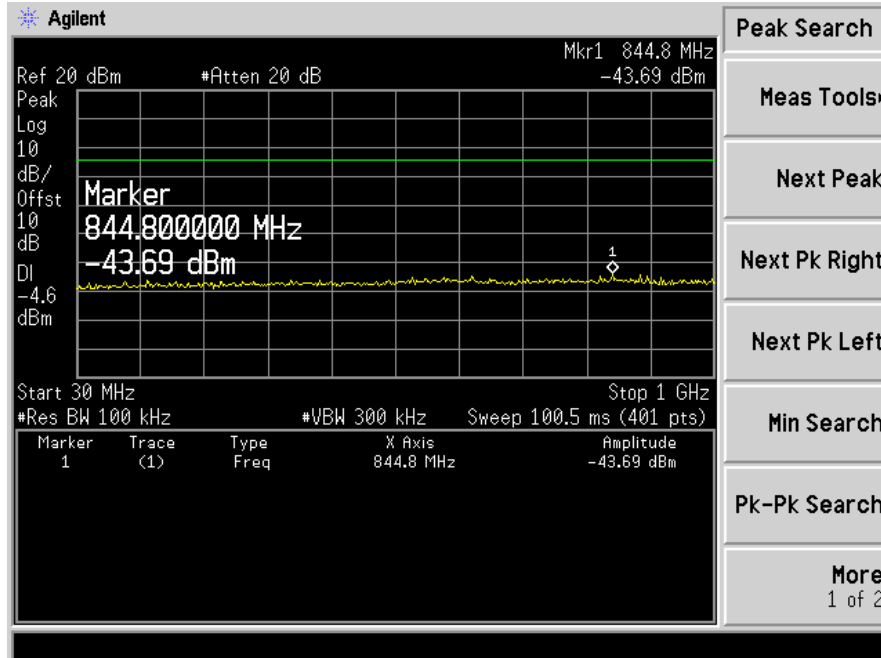 Agilent
Peak Search
Mkr1 844.8 MHz
Ref 20 dBm #Atten 20 dB -43.69 dBm
Peak
Log
10
dB/
Offst
10
dB
DI
-4.6
dBm
Marker
844.800000 MHz
-43.69 dBm
1
Start 30 MHz Stop 1 GHz
#Res BW 100 kHz #VBW 300 kHz Sweep 100.5 ms (401 pts)
Marker Trace Type X Axis Amplitude
1 (1) Freq 844.8 MHz -43.69 dBm
Meas Tools
Next Peak
Next Pk Right
Next Pk Left
Min Search
Pk-Pk Search
More
1 of 2